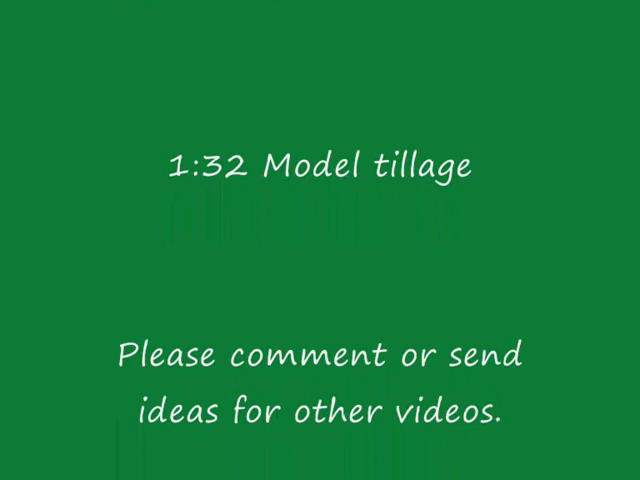 1:32 Model tillage
Please comment or send
ideas for other videos.